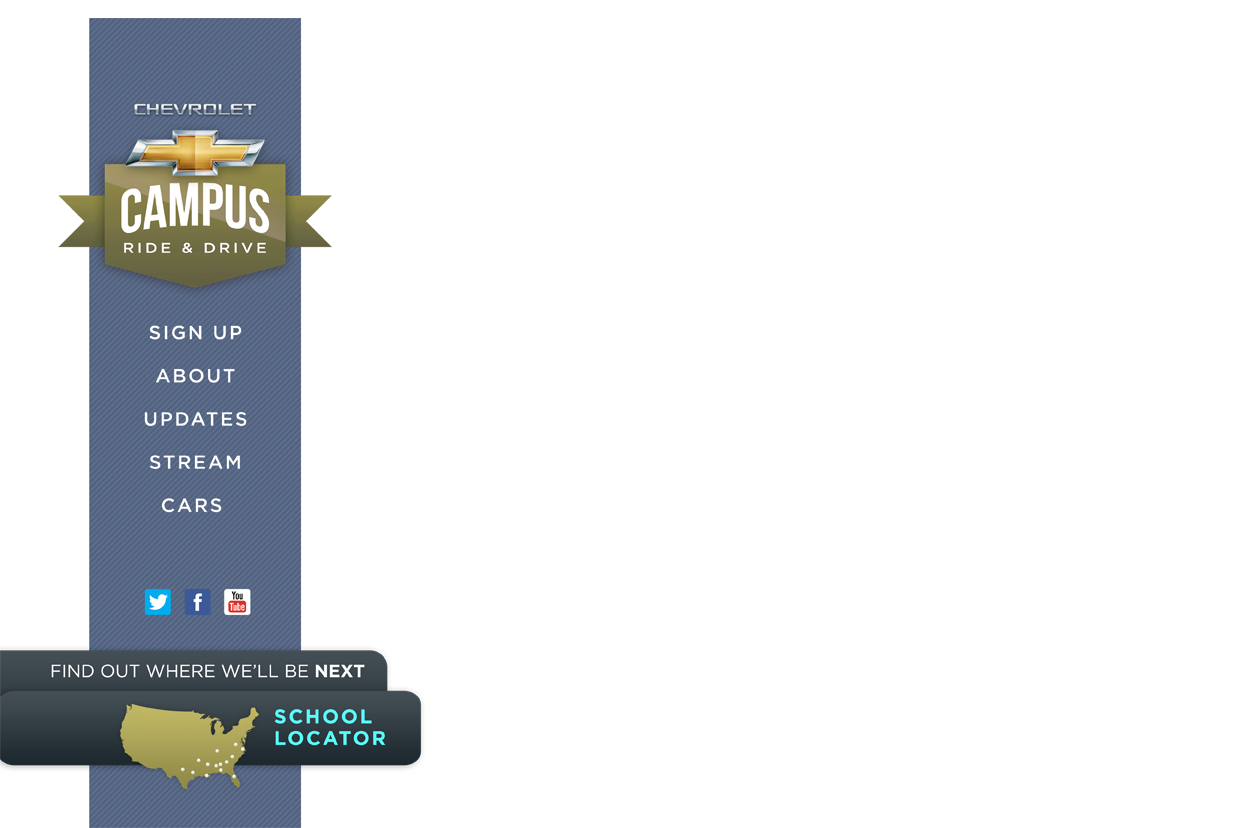 CHEVROLET
CAMPUS
RIDE & DRIVE
SIGN UP
ABOUT
UPDATES
STREAM
CARS
You
Tube
FIND OUT WHERE WE'LL BE NEXT
SCHOOL
LOCATOR